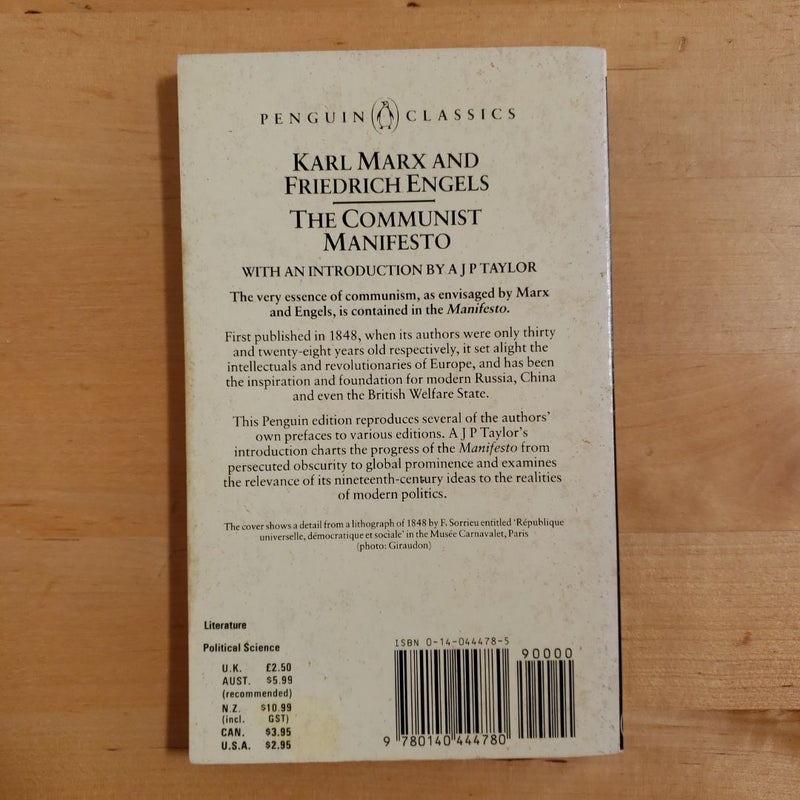 PENGUIN CLASSICS
KARL MARX AND
FRIEDRICH ENGELS
THE COMMUNIST
MANIFESTO
WITH AN INTRODUCTION BY A J P TAYLOR
The very essence of communism, as envisaged by Marx
and Engels, is contained in the Manifesto.
First published in 1848, when its authors were only thirty
and twenty-eight years old respectively, it set alight the
intellectuals and revolutionaries of Europe, and has been
the inspiration and foundation for modern Russia, China
and even the British Welfare State.
This Penguin edition reproduces several of the authors'
own prefaces to various editions. A J P Taylor's
introduction charts the progress of the Manifesto from
persecuted obscurity to global prominence and examines
the relevance of its nineteenth-century ideas to the realities
of modern politics.
The cover shows a detail from a lithograph of 1848 by F. Sorrieu entitled 'République
universelle, démocratique et sociale' in the Musée Carnavalet, Paris
(photo: Giraudon)
Literature
Political Science
U.K. £2.50
AUST. $5.99
(recommended)
N.Z. $10.99
(incl. GST)
CAN. $3.95
U.S.A. $2.95
ISBN 0-14-044478-5
90000
9 780140 444780